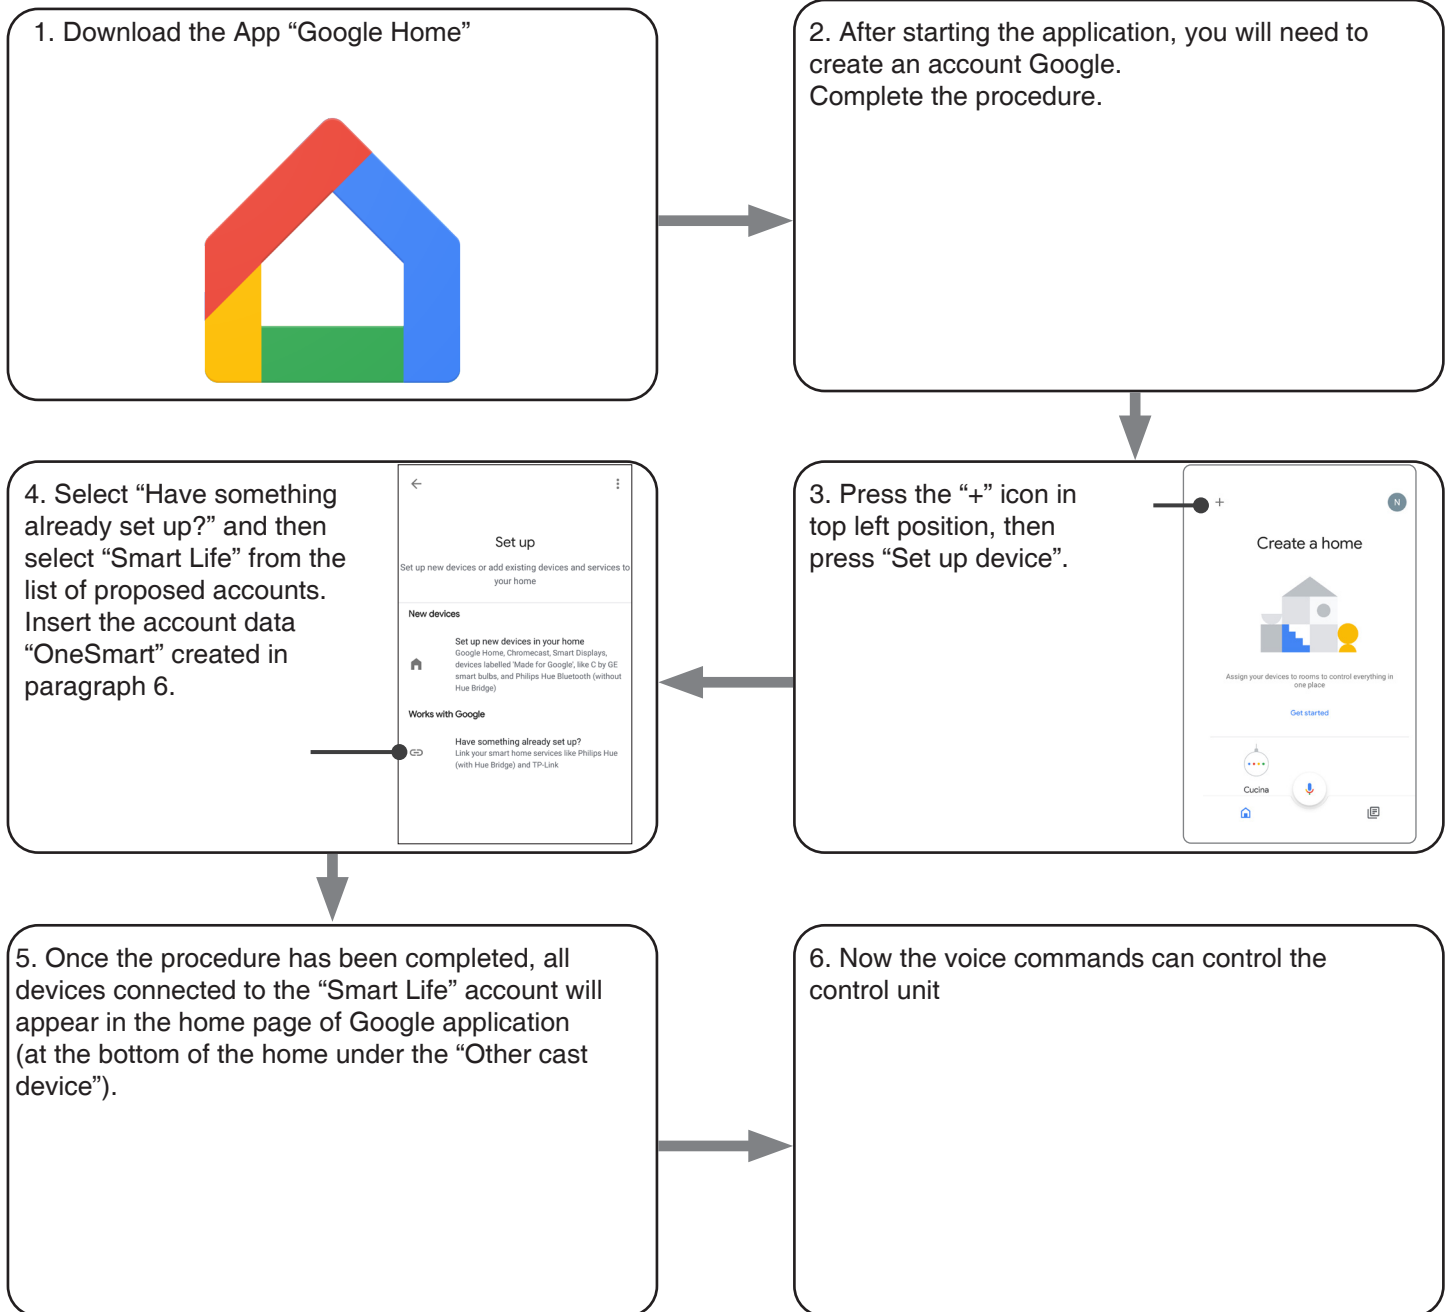 1. Download the App “Google Home”
2. After starting the application, you will need to
create an account Google.
Complete the procedure.
3. Press the “+” icon in
top left position, then
press “Set up device”.
+
N
Create a home
Assign your devices to rooms to control everything in
one place
Get started
Cucina
4. Select “Have something
already set up?” and then
select “Smart Life” from the
list of proposed accounts.
Insert the account data
“OneSmart” created in
paragraph 6.
Set up
Set up new devices or add existing devices and services to
your home
New devices
Set up new devices in your home
Google Home, Chromecast, Smart Displays,
devices labelled 'Made for Google', like C by GE
smart bulbs, and Philips Hue Bluetooth (without
Hue Bridge)
Works with Google
Have something already set up?
Link your smart home services like Philips Hue
(with Hue Bridge) and TP-Link
5. Once the procedure has been completed, all
devices connected to the “Smart Life” account will
appear in the home page of Google application
(at the bottom of the home under the “Other cast
device”).
6. Now the voice commands can control the
control unit